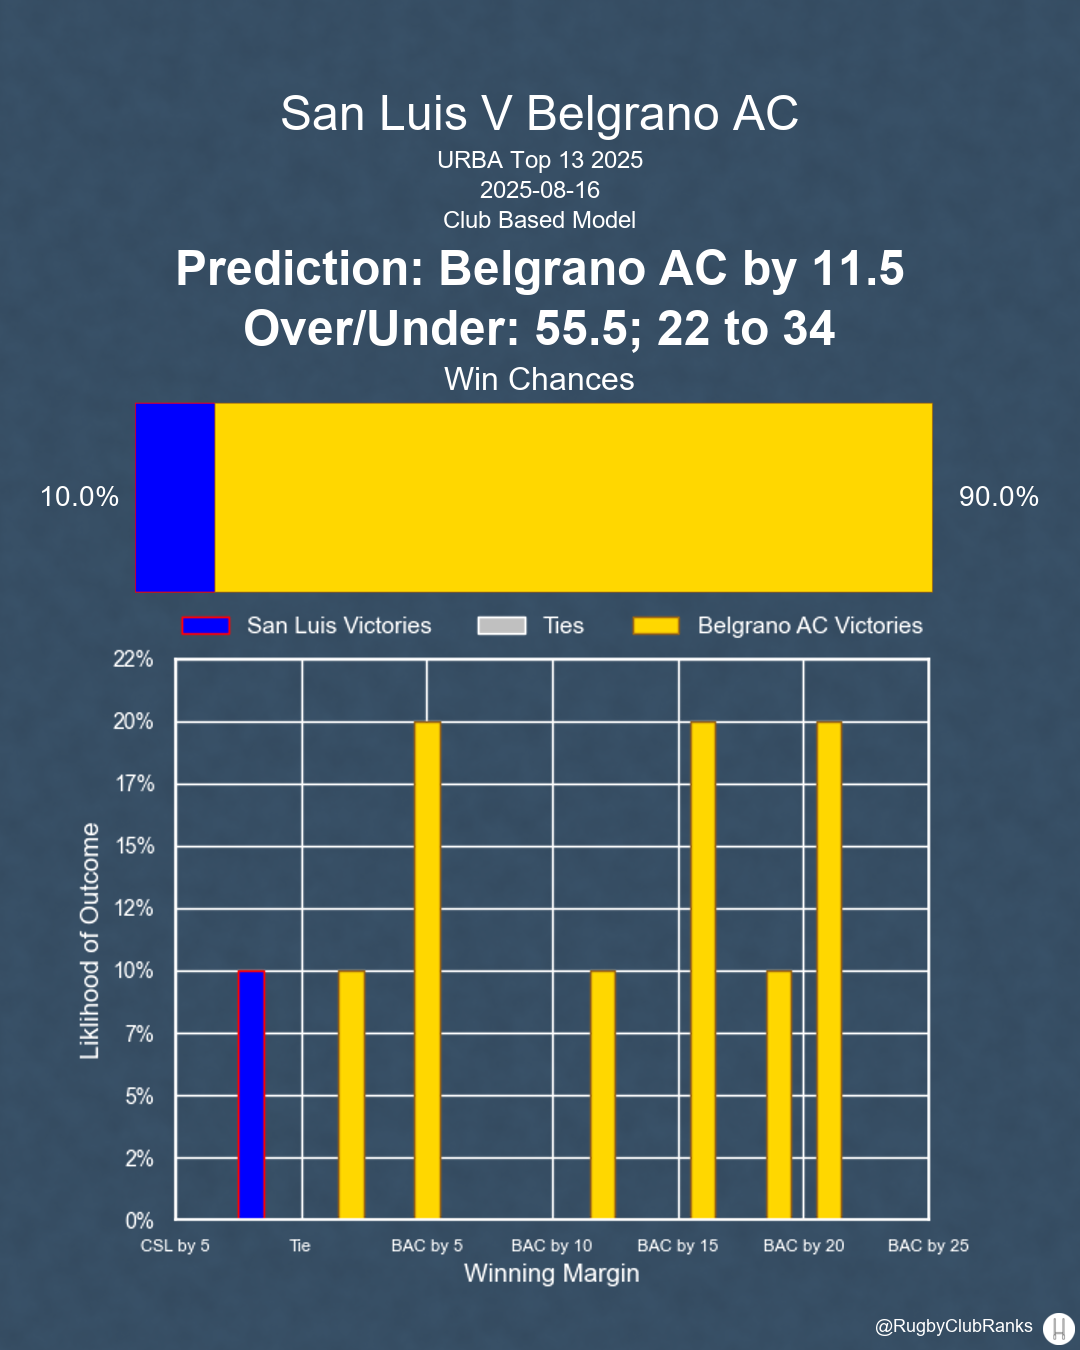 San Luis V Belgrano AC
URBA Top 13 2025
2025-08-16
Club Based Model
Prediction: Belgrano AC by 11.5
Over/Under: 55.5; 22 to 34
Win Chances
10.0%
90.0%
San Luis Victories
Ties
Belgrano AC Victories
22%
20%
17%
15%
12%
10%
7%
5%
2%
0%
Liklihood of Outcome
CSL by 5
Tie
BAC by 5
BAC by 10
BAC by 15
BAC by 20
BAC by 25
Winning Margin
@RugbyClubRanks